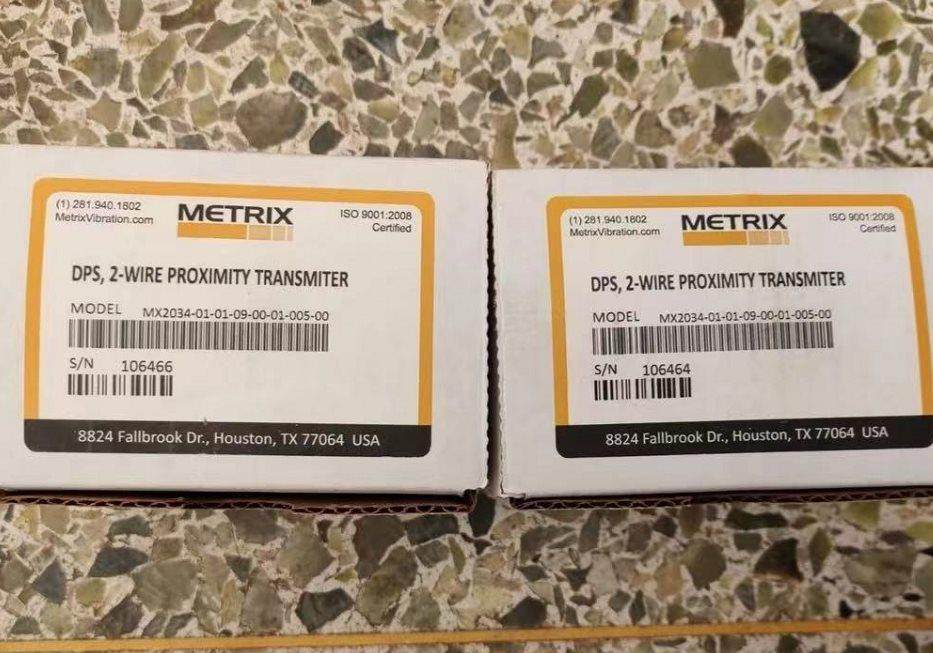 (1) 281.940.1802
MetrixVibration.com
METRIX
ISO 9001:2008
Certified
DPS, 2-WIRE PROXIMITY TRANSMITER
MODEL MX2034-01-01-09-00-01-005-00
S/N 106466
8824 Fallbrook Dr., Houston, TX 77064 USA
(1) 281.940.1802
MetrixVibration.com
METRIX
ISO 9001:2008
Certified
DPS, 2-WIRE PROXIMITY TRANSMITER
MODEL MX2034-01-01-09-00-01-005-00
S/N 106464
8824 Fallbrook Dr., Houston, TX 77064 USA